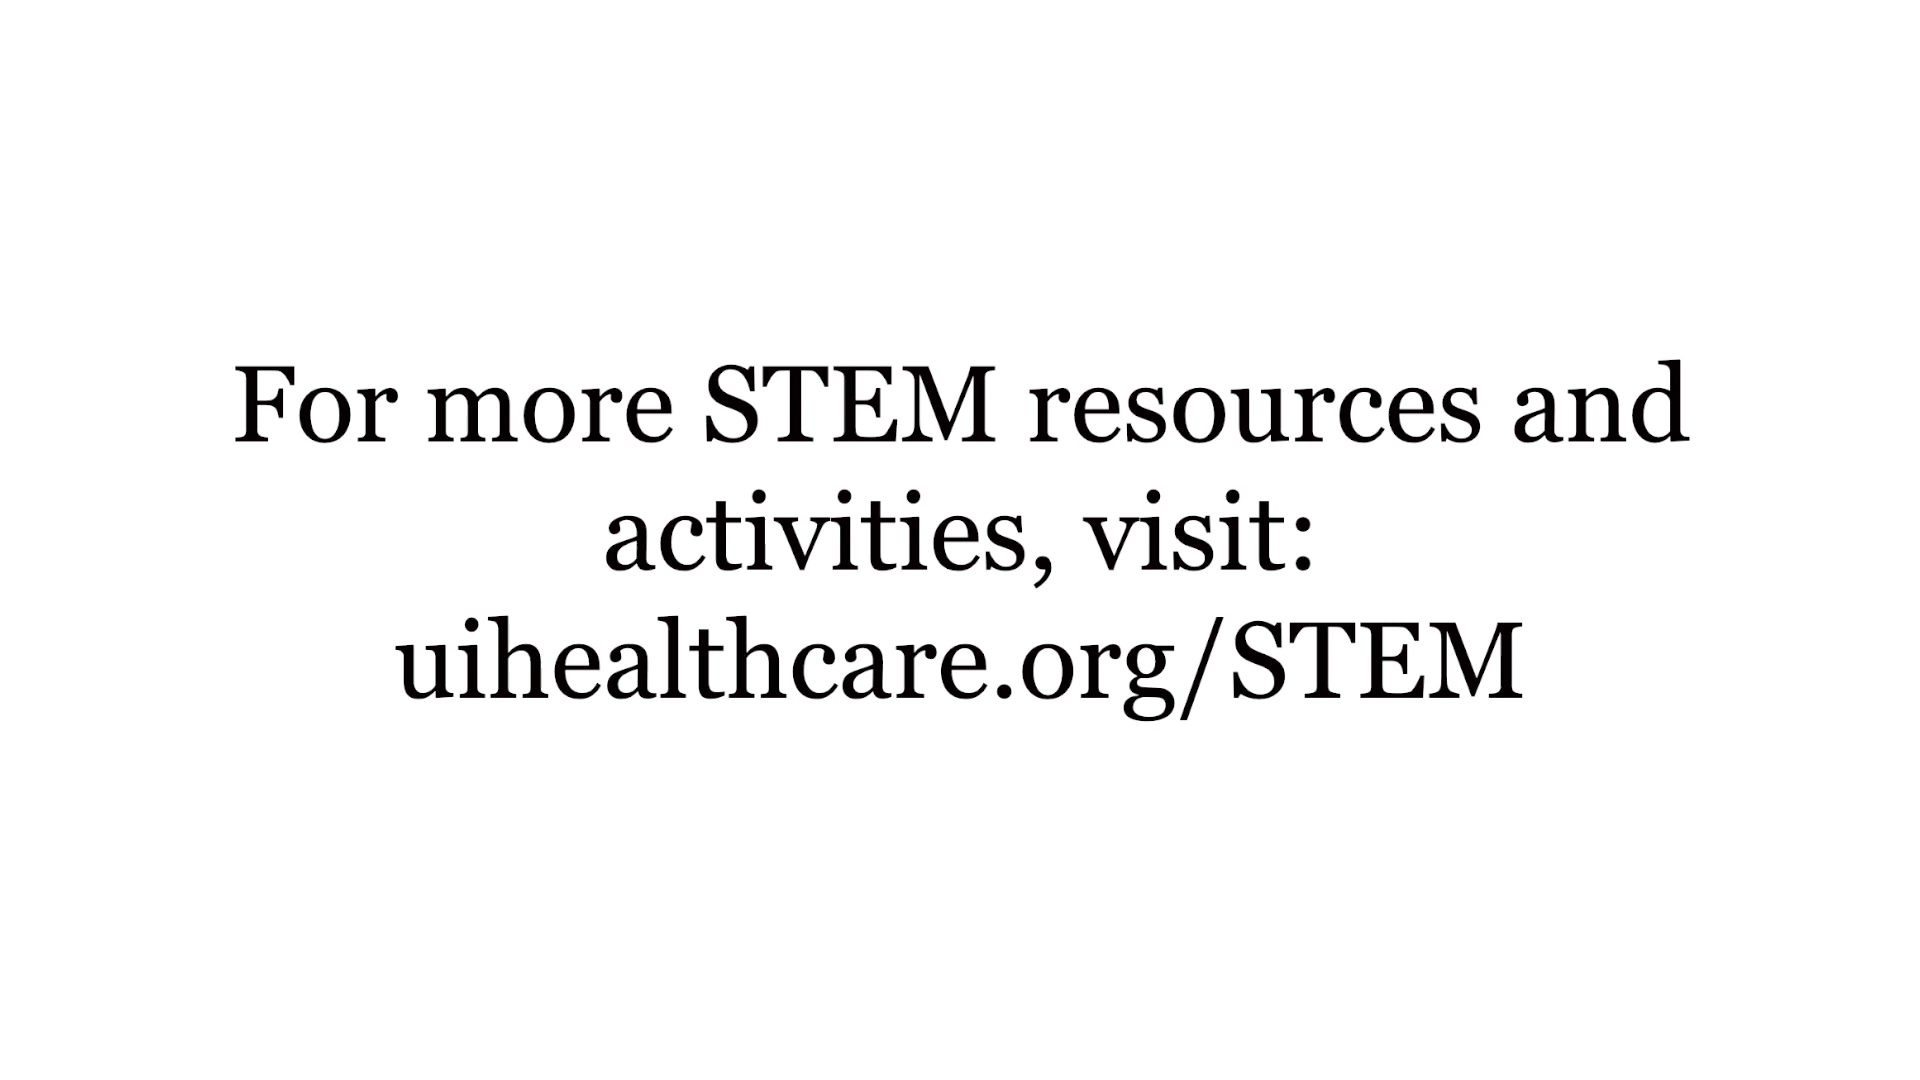 For more STEM resources and
activities, visit:
uihealthcare.org/STEM